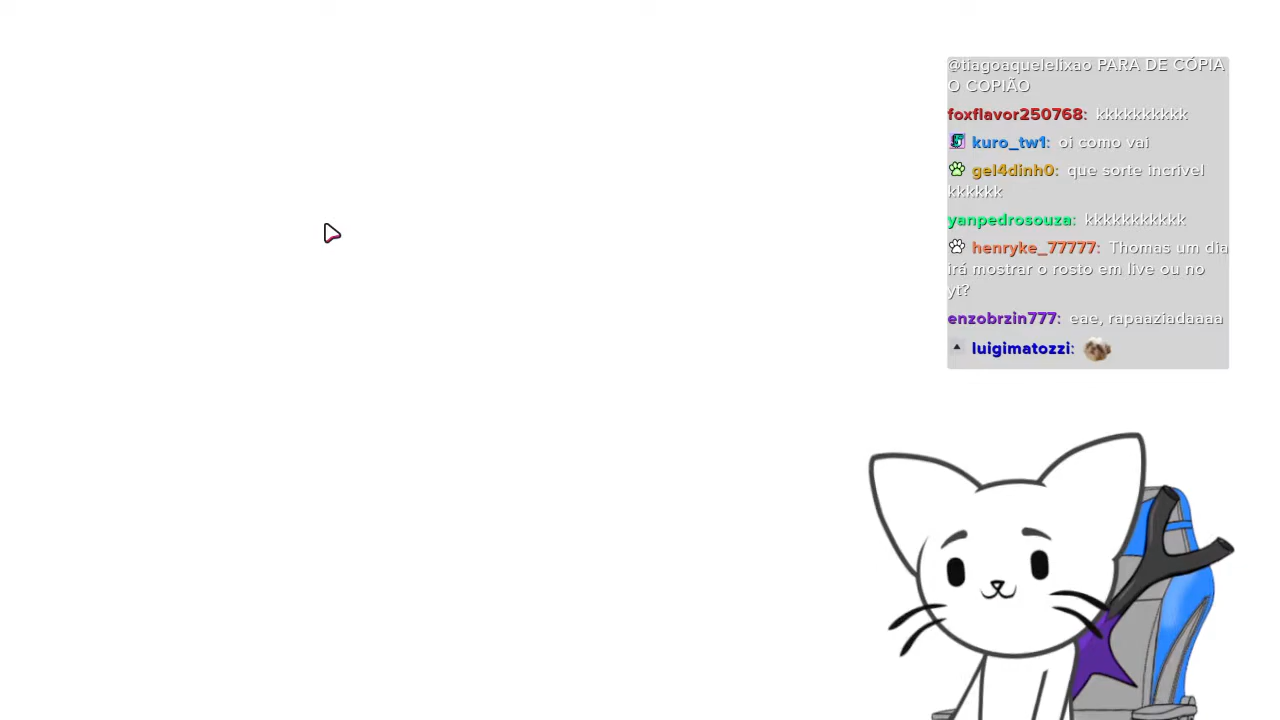 @tiagoaquelelixao PARA DE CÓPIA
O COPIÃO
foxflavor250768: kkkkkkkkkk
kuro_tw1: oi como vai
gel4dinh0: que sorte incrivel
kkkkkk
yanpedrosouza: kkkkkkkkkkk
henryke_77777: Thomas um dia
irá mostrar o rosto em live ou no
yt?
enzobrzin777: eae, rapaaziadaaaa
luigimatozzi: